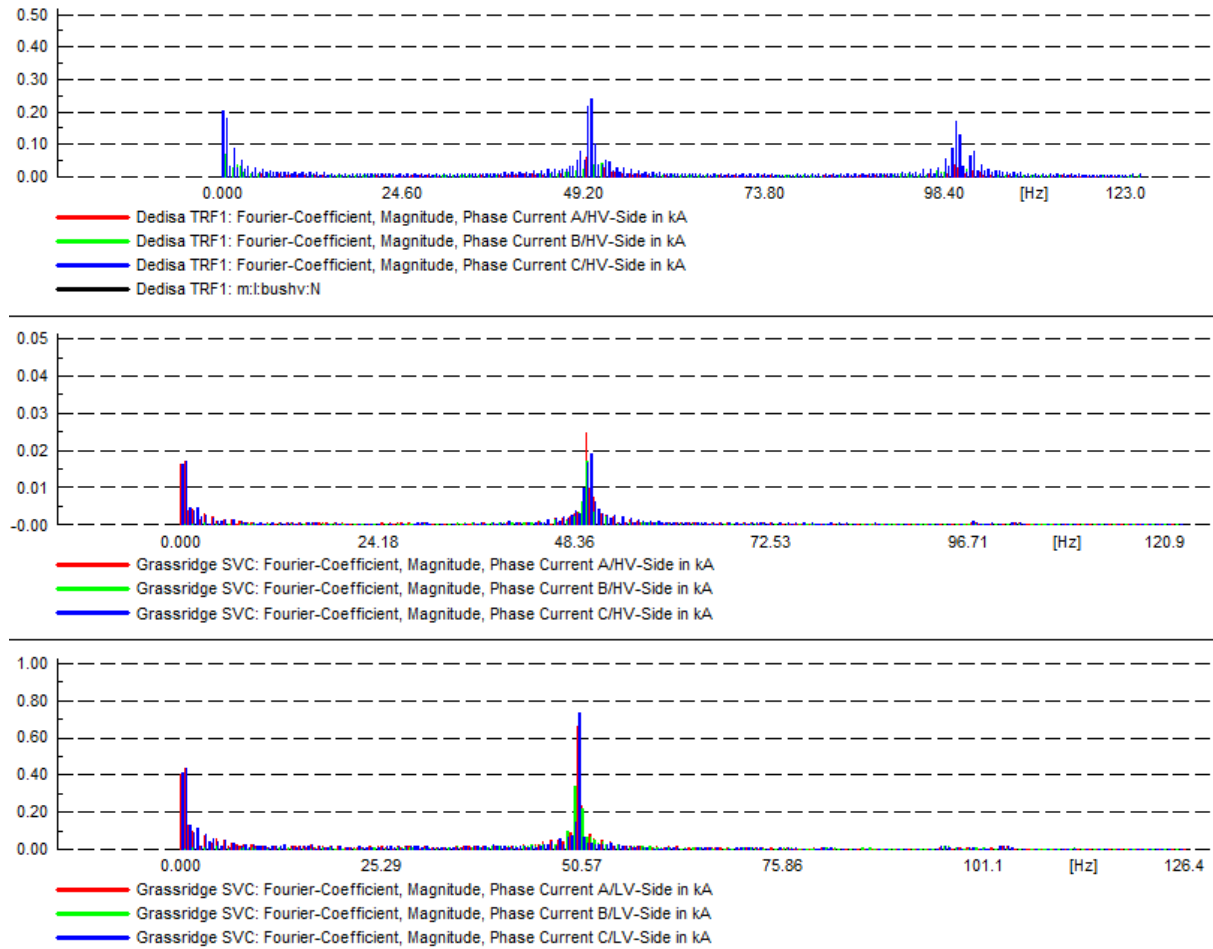 0.50
0.40
0.30
0.20
0.10
0.00
0.000 24.60 49.20 73.80 98.40 [Hz] 123.0
Dedisa TRF1: Fourier-Coefficient, Magnitude, Phase Current A/HV-Side in kA
Dedisa TRF1: Fourier-Coefficient, Magnitude, Phase Current B/HV-Side in kA
Dedisa TRF1: Fourier-Coefficient, Magnitude, Phase Current C/HV-Side in kA
Dedisa TRF1: m:I:bushv:N
0.05
0.04
0.03
0.02
0.01
-0.00
0.000 24.18 48.36 72.53 96.71 [Hz] 120.9
Grassridge SVC: Fourier-Coefficient, Magnitude, Phase Current A/HV-Side in kA
Grassridge SVC: Fourier-Coefficient, Magnitude, Phase Current B/HV-Side in kA
Grassridge SVC: Fourier-Coefficient, Magnitude, Phase Current C/HV-Side in kA
1.00
0.80
0.60
0.40
0.20
0.00
0.000 25.29 50.57 75.86 101.1 [Hz] 126.4
Grassridge SVC: Fourier-Coefficient, Magnitude, Phase Current A/LV-Side in kA
Grassridge SVC: Fourier-Coefficient, Magnitude, Phase Current B/LV-Side in kA
Grassridge SVC: Fourier-Coefficient, Magnitude, Phase Current C/LV-Side in kA